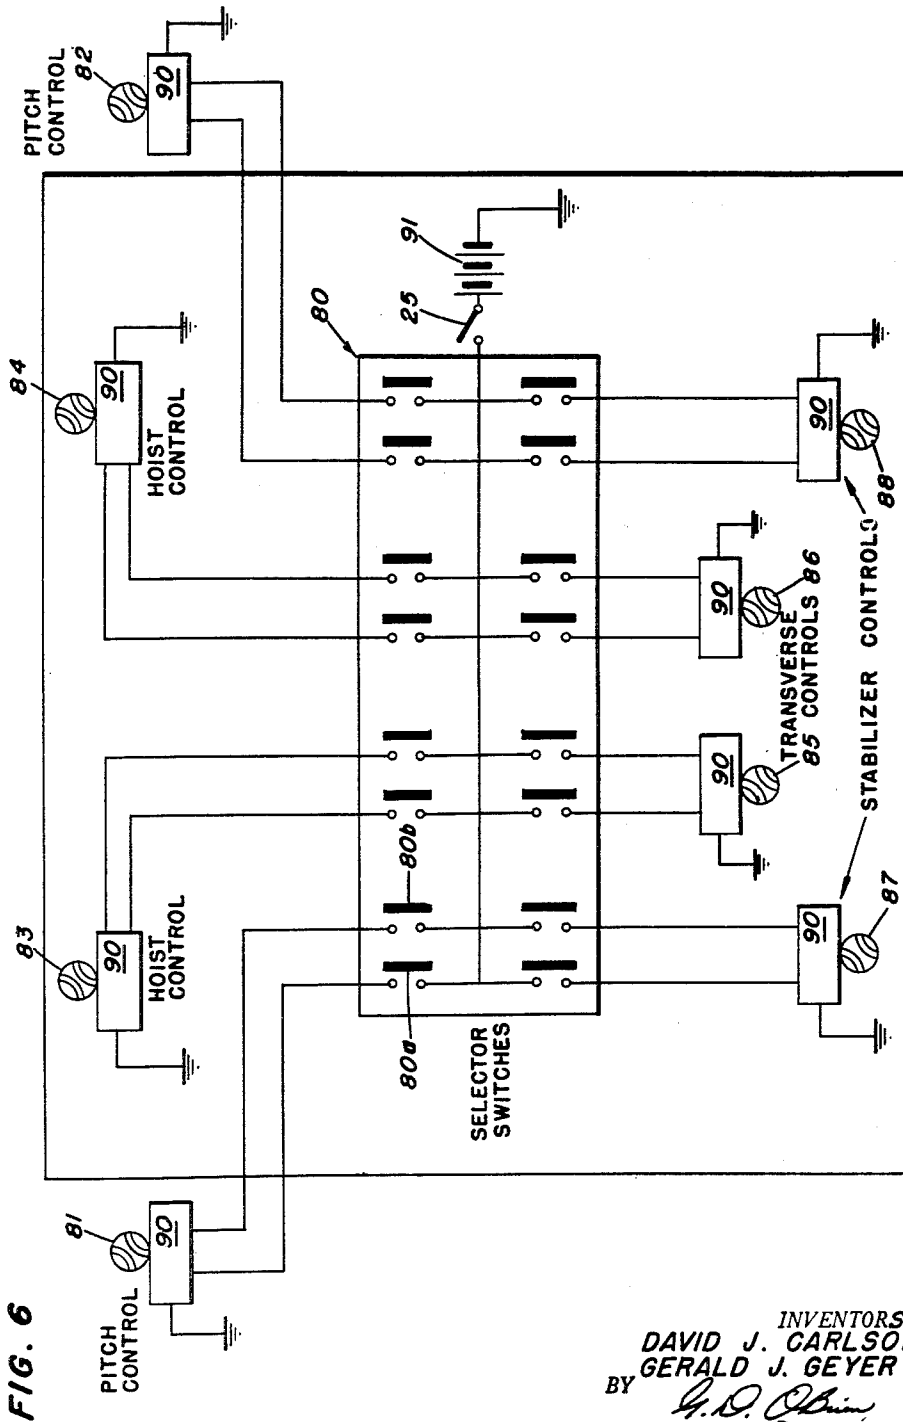 FIG. 6
PITCH
CONTROL
81
90
83
90
HOIST
CONTROL
84
90
HOIST
CONTROL
PITCH
CONTROL
82
90
SELECTOR
SWITCHES
80a
80b
80
25
91
87
90
STABILIZER CONTROLS
90
TRANSVERSE
85 CONTROLS 86
90
90
88
INVENTORS
DAVID J. CARLSO
GERALD J. GEYER
BY G. D. O'Brien